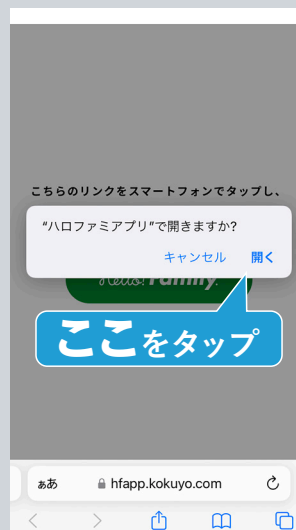 こちらのリンクをスマートフォンでタップし、
“ハロファミアプリ”で開きますか?
キャンセル 開く
Hello! Family.
ここをタップ
ぁあ hfapp.kokuyo.com